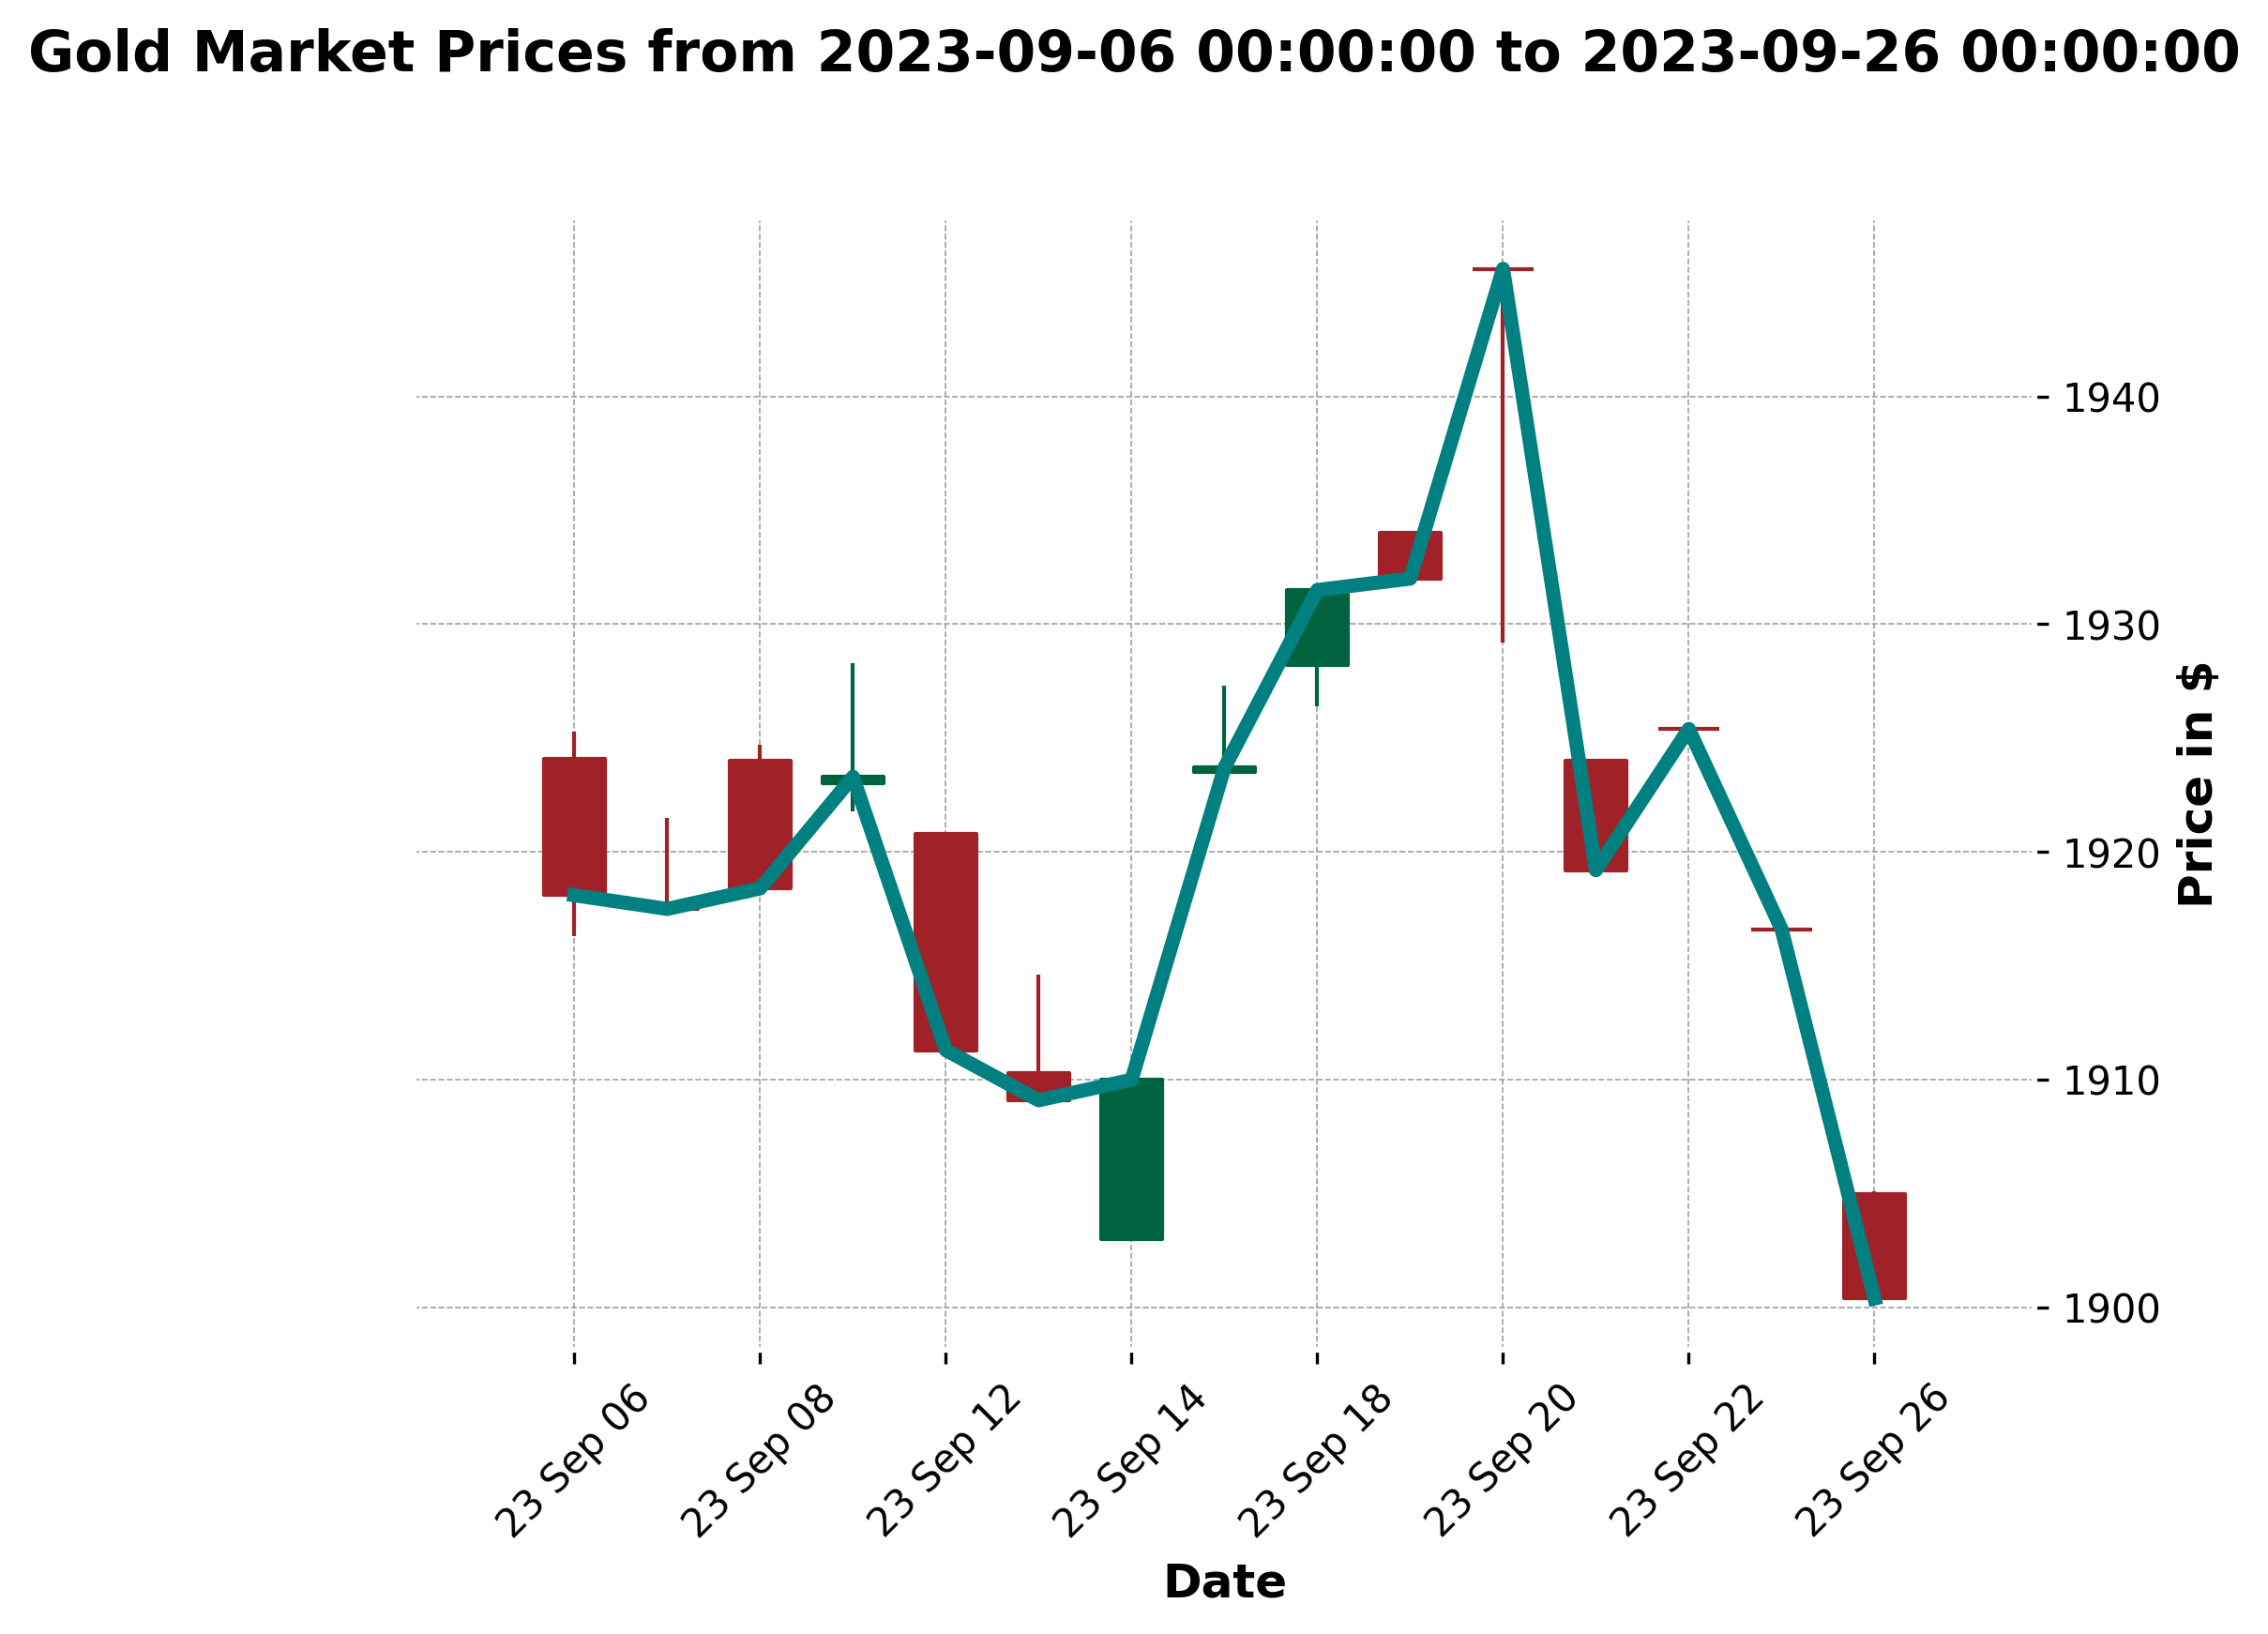 Gold Market Prices from 2023-09-06 00:00:00 to 2023-09-26 00:00:00
1940
1930
1920
1910
1900
Price in $
23 Sep 06
23 Sep 08
23 Sep 12
23 Sep 14
23 Sep 18
23 Sep 20
23 Sep 22
23 Sep 26
Date